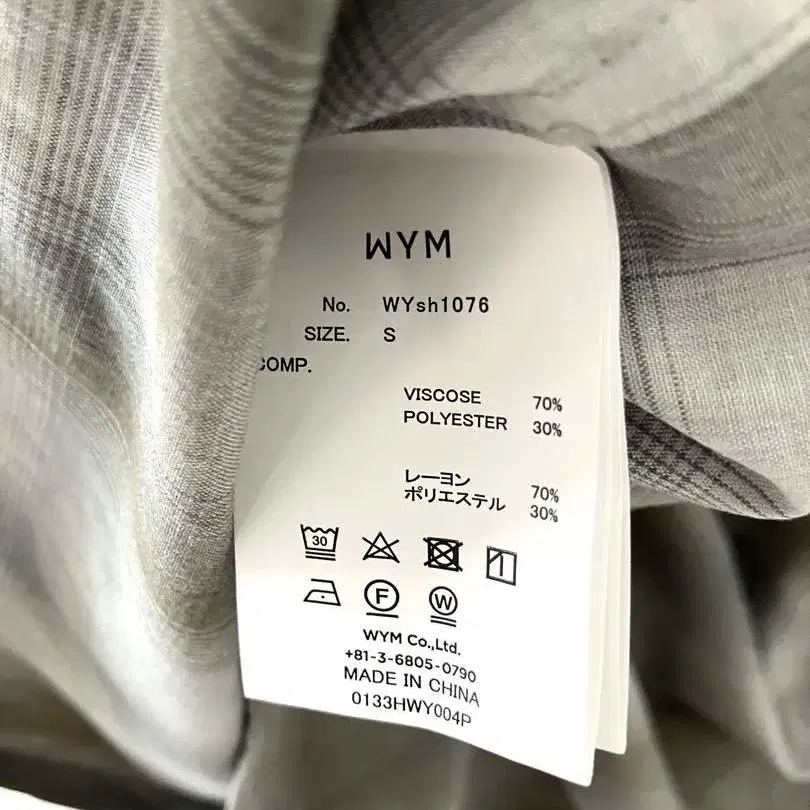 WYM
No. WYsh1076
SIZE. S
COMP.
VISCOSE 70%
POLYESTER 30%
レーヨン 70%
ポリエステル 30%
30
F W
WYM Co.,Ltd.
+81-3-6805-0790
MADE IN CHINA
0133HWY004P